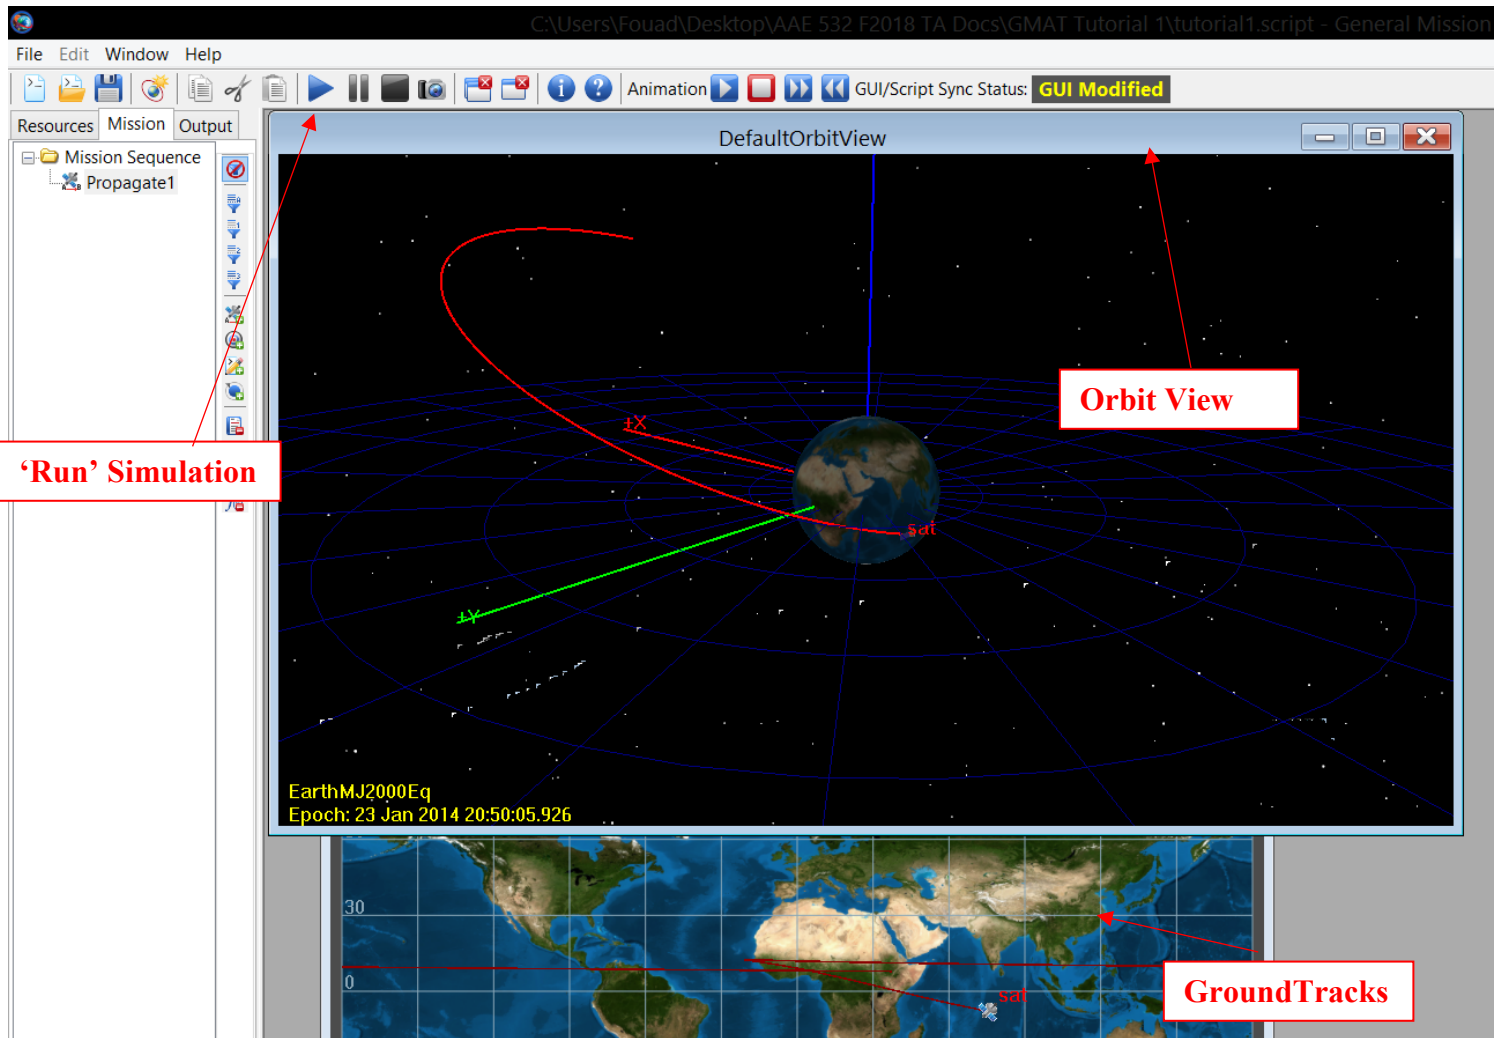 C:\Users\Fouad\Desktop\AAE 532 F2018 TA Docs\GMAT Tutorial 1\tutorial1.script - General Mission
File Edit Window Help
Animation GUI/Script Sync Status: GUI Modified
Resources Mission Output
DefaultOrbitView
Mission Sequence
Propagate1
Orbit View
+X
‘Run’ Simulation
sat
+Y
EarthMJ2000Eq
Epoch: 23 Jan 2014 20:50:05.926
30
0
sat
GroundTracks